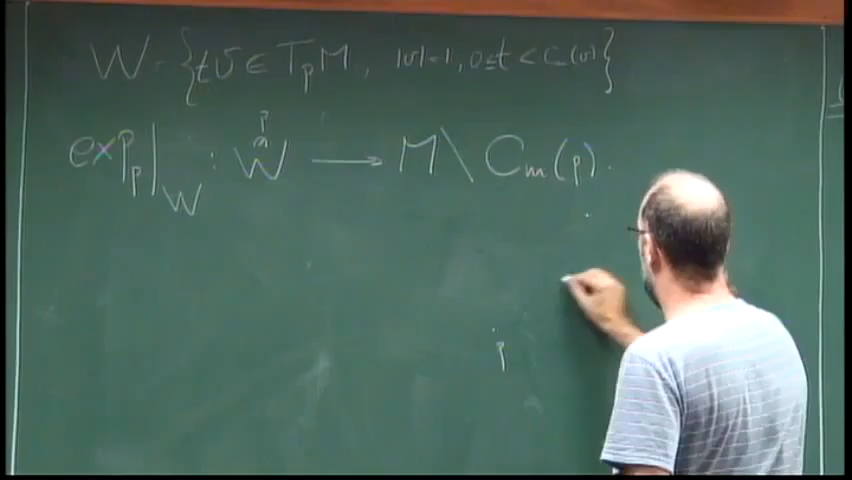 W = {tv ∈ T_pM, |v|=1, 0≤t<C(v)}
p
exp_p|_W : W ⟶ M \ C_m(p).
p